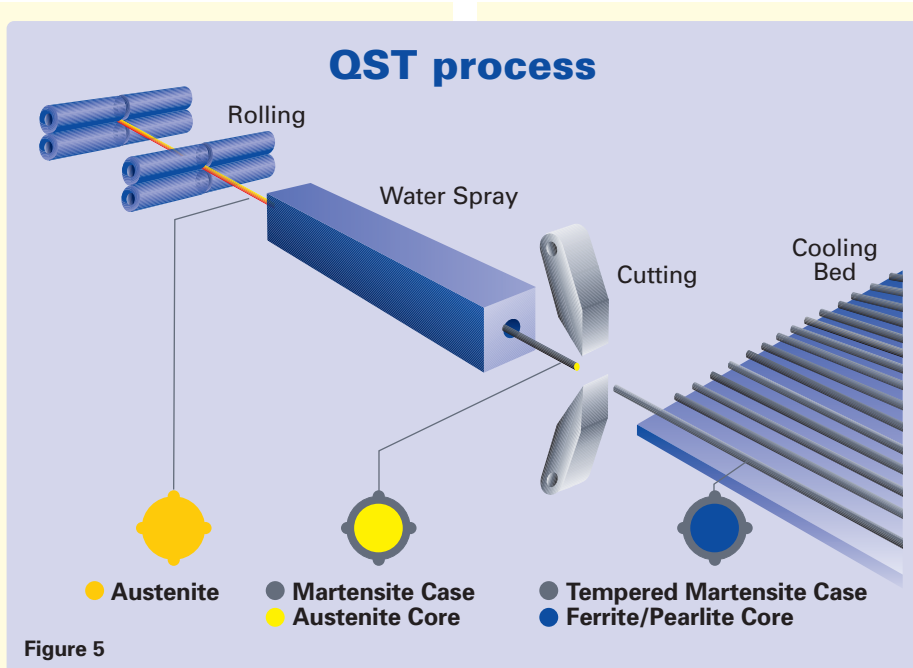 QST process
Rolling
Water Spray
Cutting
Cooling
Bed
Austenite
Martensite Case
Austenite Core
Tempered Martensite Case
Ferrite/Pearlite Core
Figure 5